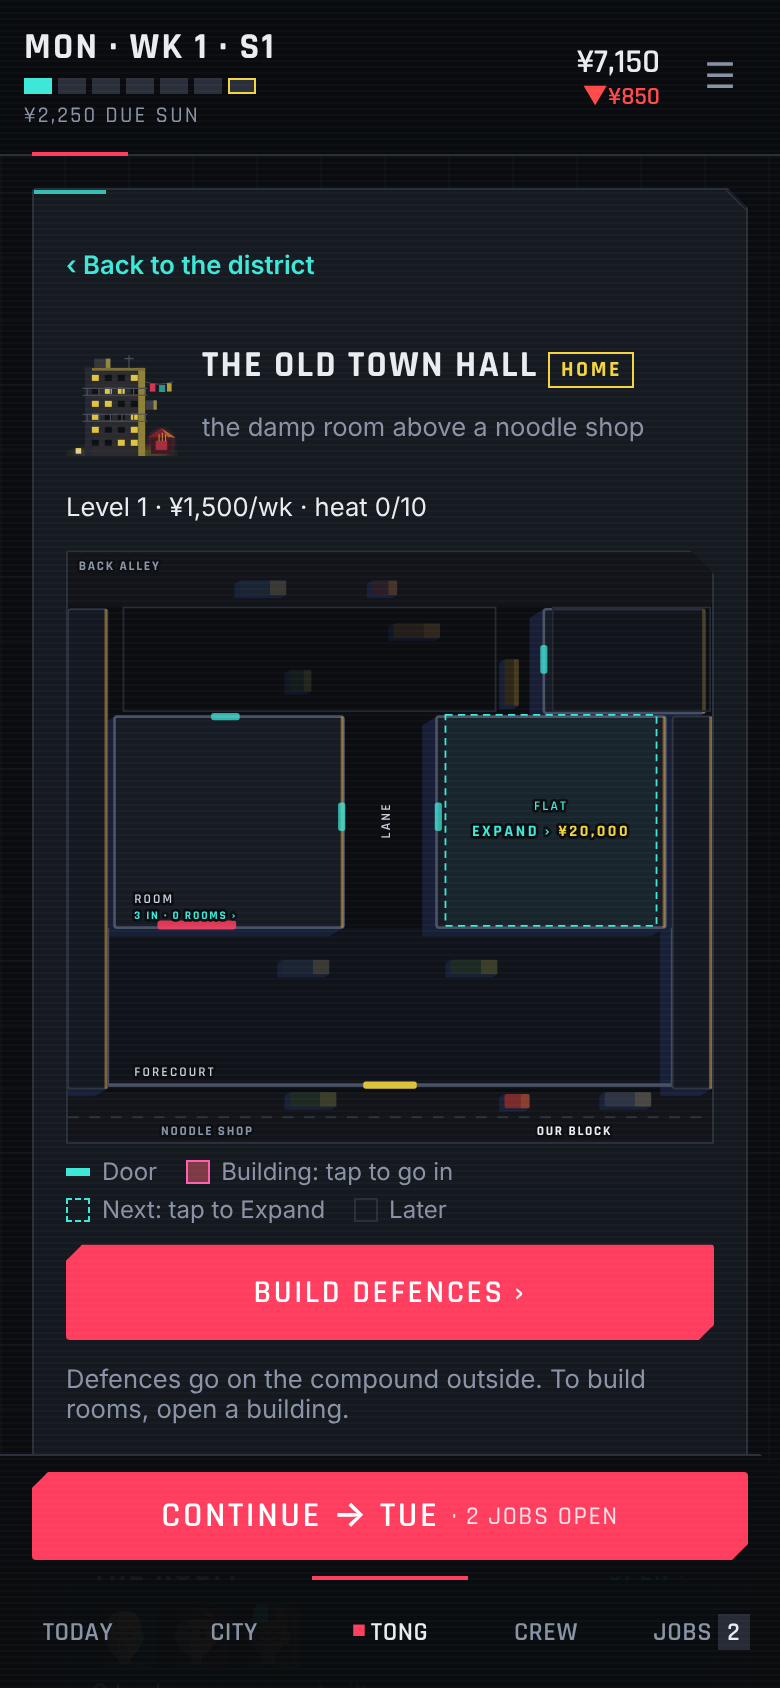 MON · WK 1 · S1
¥7,150
▼¥850
¥2,250 DUE SUN
‹ Back to the district
THE OLD TOWN HALL HOME
the damp room above a noodle shop
Level 1 · ¥1,500/wk · heat 0/10
BACK ALLEY
LANE
FLAT
EXPAND › ¥20,000
ROOM
3 IN · 0 ROOMS ›
FORECOURT
NOODLE SHOP
OUR BLOCK
Door
Building: tap to go in
Next: tap to Expand
Later
BUILD DEFENCES ›
Defences go on the compound outside. To build
rooms, open a building.
CONTINUE → TUE · 2 JOBS OPEN
TODAY
CITY
TONG
CREW
JOBS 2